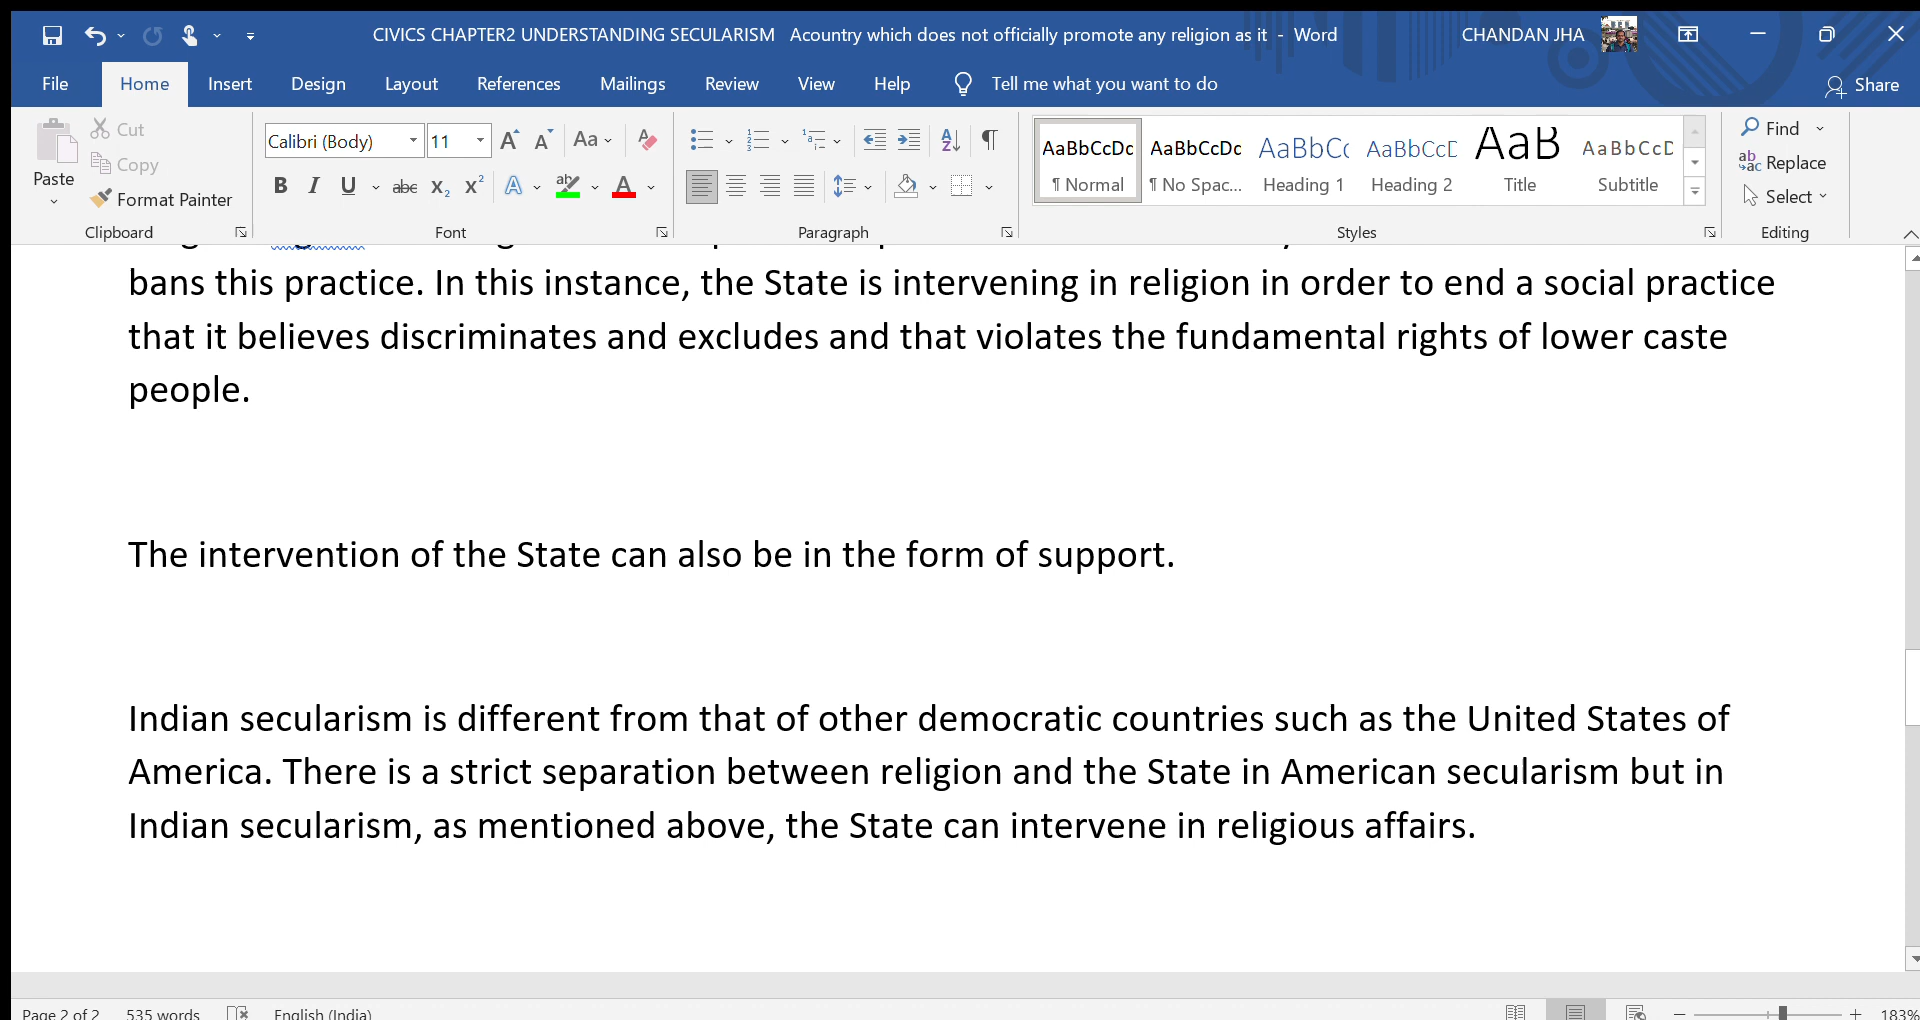 CIVICS CHAPTER2 UNDERSTANDING SECULARISM Acountry which does not officially promote any religion as it - Word
CHANDAN JHA
File Home Insert Design Layout References Mailings Review View Help Tell me what you want to do
Share
Paste
Cut
Copy
Format Painter
Clipboard
Calibri (Body) 11
Font
Paragraph
AaBbCcDc AaBbCcDc AaBbCc AaBbCcD AaB AaBbCcD
¶ Normal ¶ No Spac... Heading 1 Heading 2 Title Subtitle
Styles
Find
Replace
Select
Editing
bans this practice. In this instance, the State is intervening in religion in order to end a social practice
that it believes discriminates and excludes and that violates the fundamental rights of lower caste
people.
The intervention of the State can also be in the form of support.
Indian secularism is different from that of other democratic countries such as the United States of
America. There is a strict separation between religion and the State in American secularism but in
Indian secularism, as mentioned above, the State can intervene in religious affairs.
Page 2 of 2 535 words English (India) 183%